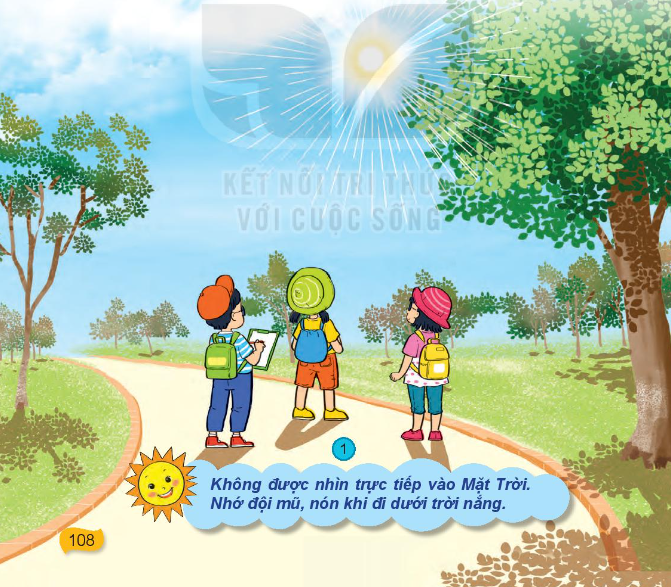 KẾT NỐI TRI THỨC
VỚI CUỘC SỐNG
1
Không được nhìn trực tiếp vào Mặt Trời.
Nhớ đội mũ, nón khi đi dưới trời nắng.
108